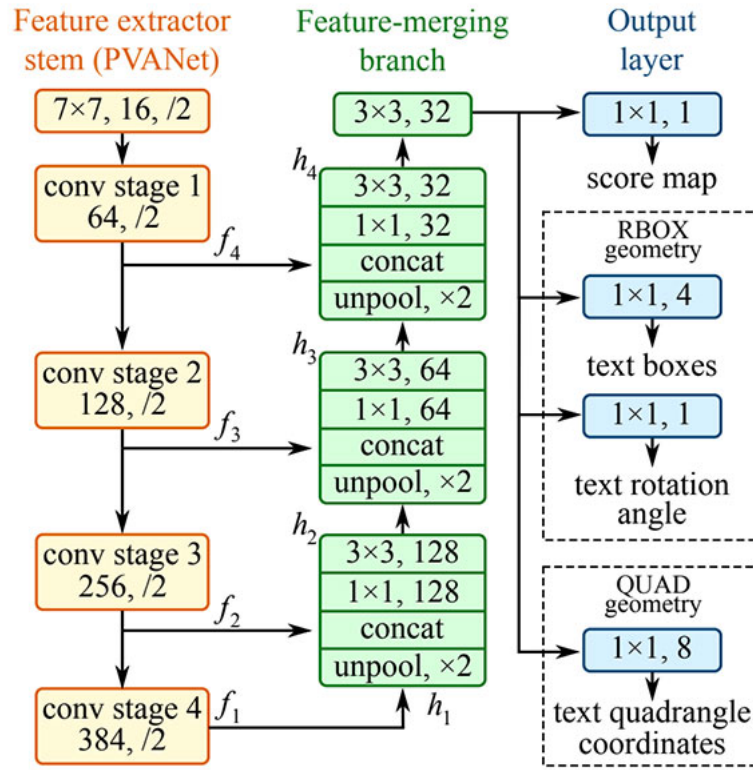 Feature extractor
stem (PVANet)
7×7, 16, /2
conv stage 1
64, /2
f4
conv stage 2
128, /2
f3
conv stage 3
256, /2
f2
conv stage 4
384, /2
f1
Feature-merging
branch
3×3, 32
h4
3×3, 32
1×1, 32
concat
unpool, ×2
h3
3×3, 64
1×1, 64
concat
unpool, ×2
h2
3×3, 128
1×1, 128
concat
unpool, ×2
h1
Output
layer
1×1, 1
score map
RBOX
geometry
1×1, 4
text boxes
1×1, 1
text rotation
angle
QUAD
geometry
1×1, 8
text quadrangle
coordinates